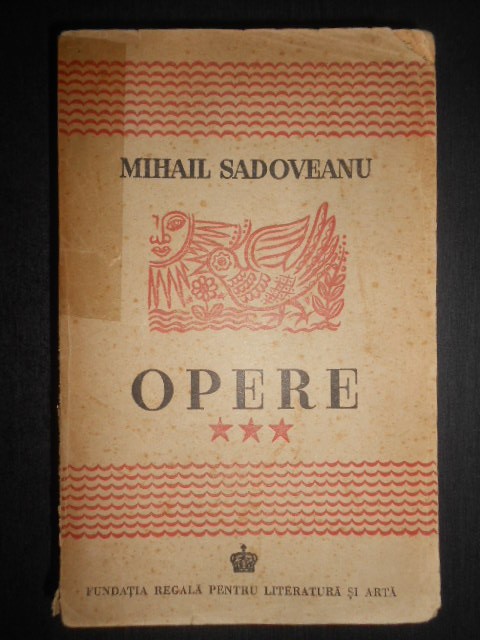 MIHAIL SADOVEANU
OPERE
★★★
FUNDAȚIA REGALĂ PENTRU LITERATURĂ ȘI ARTĂ